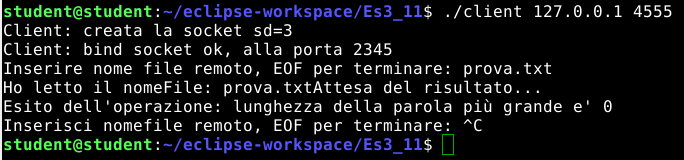 student@student:~/eclipse-workspace/Es3_11$ ./client 127.0.0.1 4555
Client: creata la socket sd=3
Client: bind socket ok, alla porta 2345
Inserire nome file remoto, EOF per terminare: prova.txt
Ho letto il nomeFile: prova.txtAttesa del risultato...
Esito dell'operazione: lunghezza della parola più grande e' 0
Inserisci nomefile remoto, EOF per terminare: ^C
student@student:~/eclipse-workspace/Es3_11$